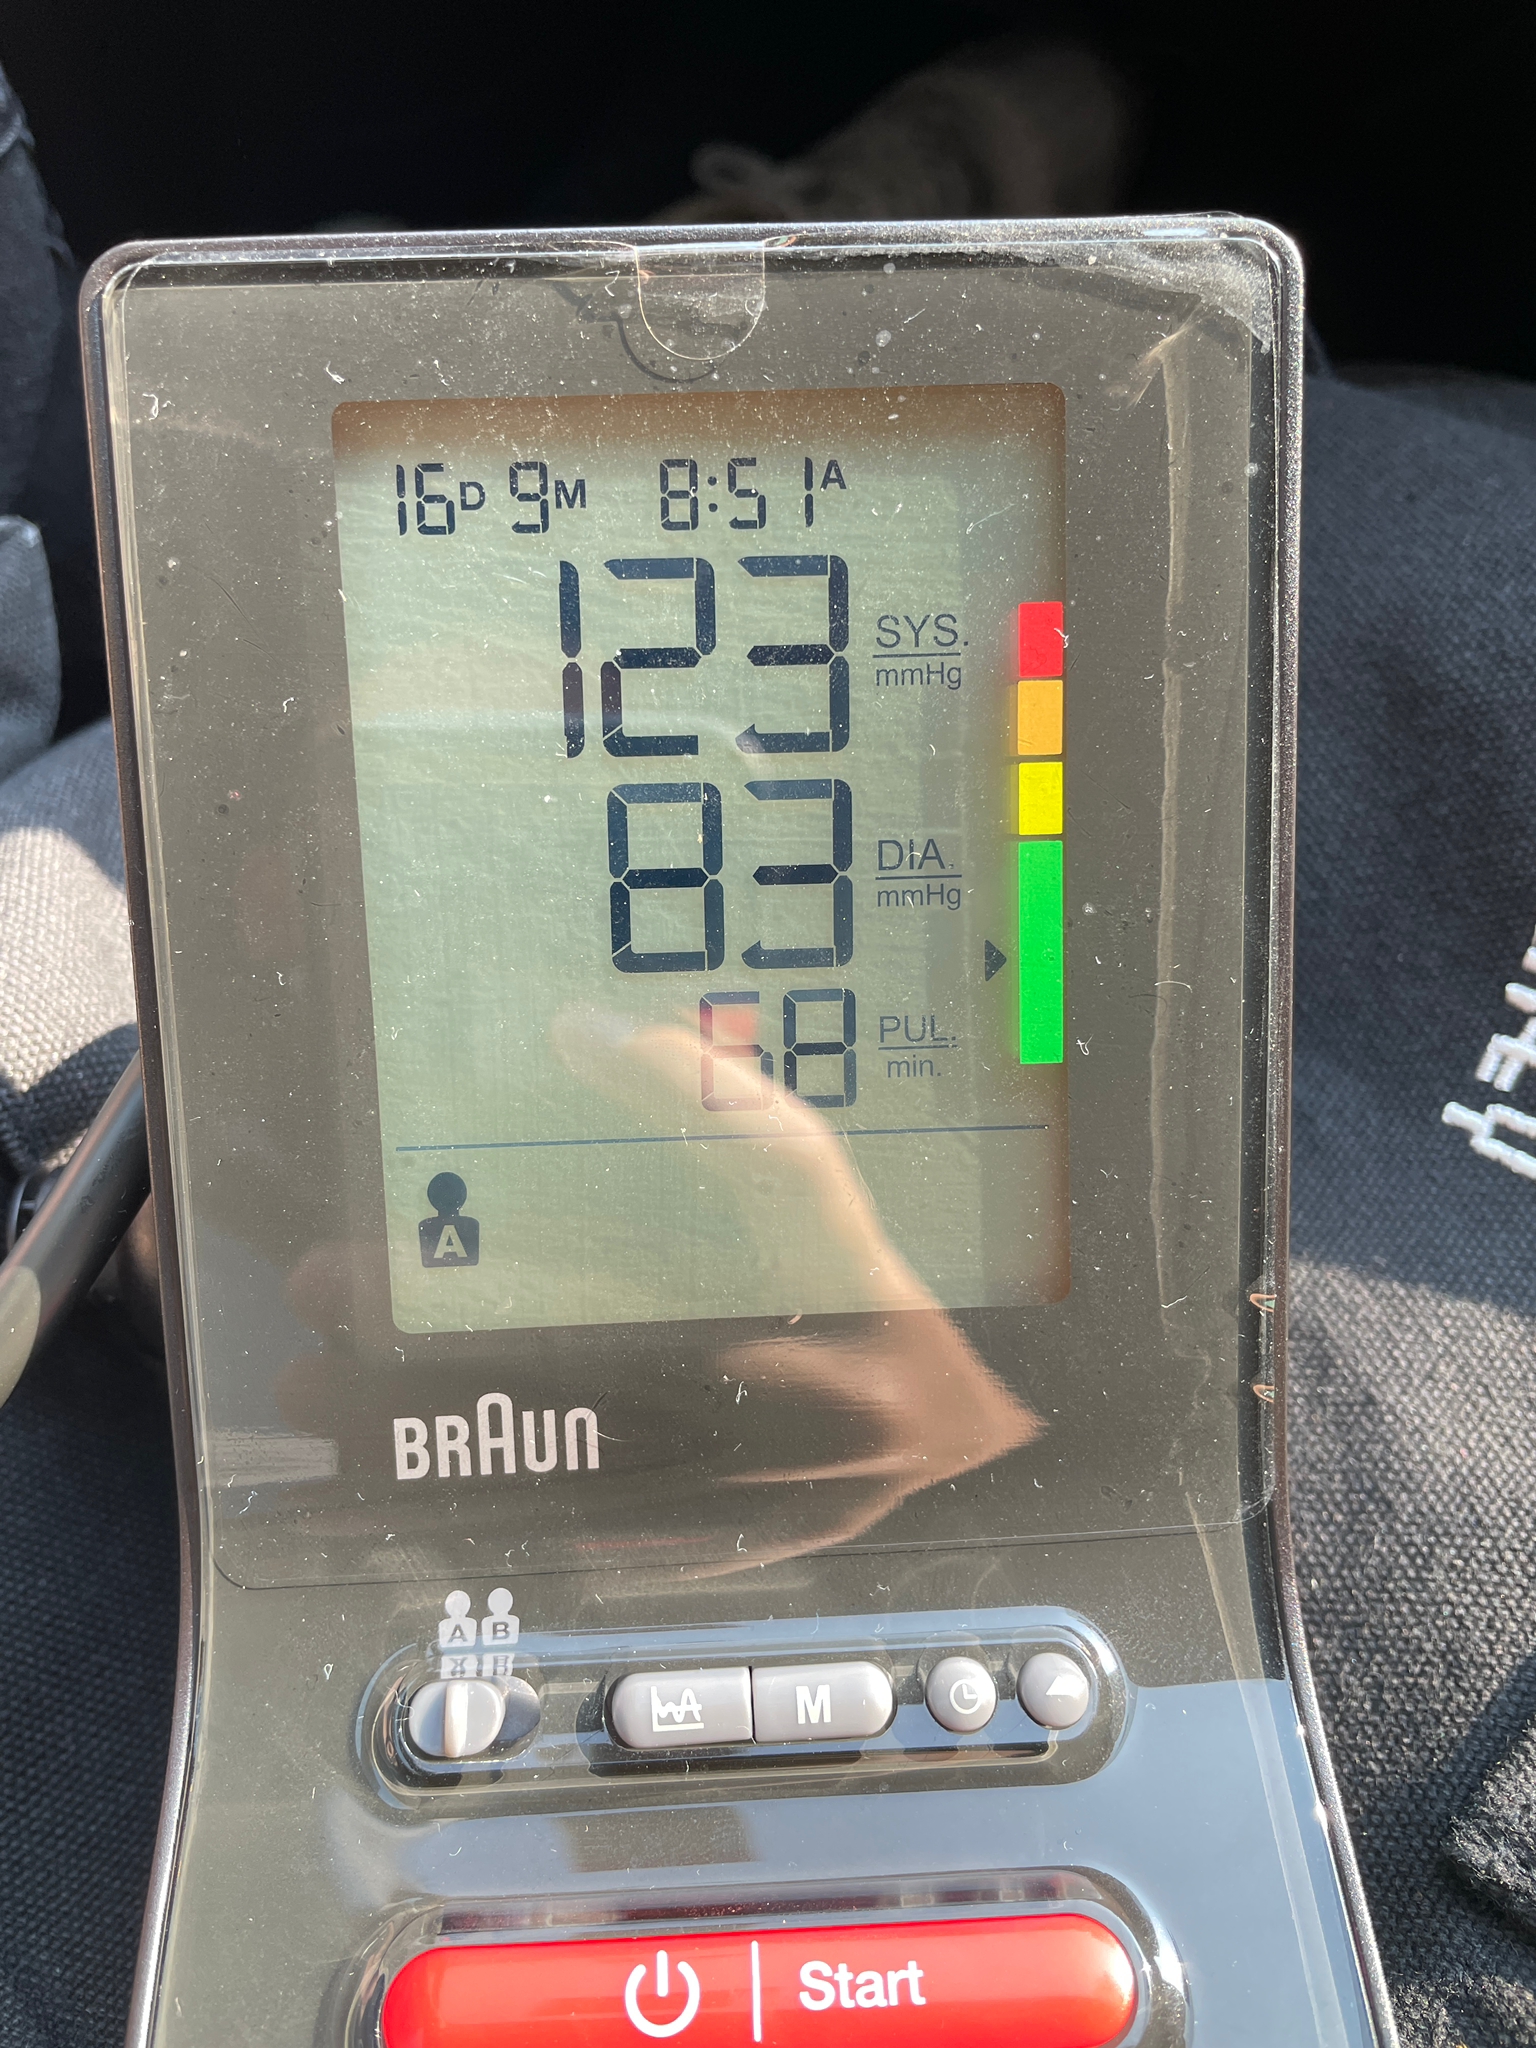 16D 9M 8:51A
123 SYS. mmHg
83 DIA. mmHg
68 PUL. min.
A
BRAUN
A B
M
Start